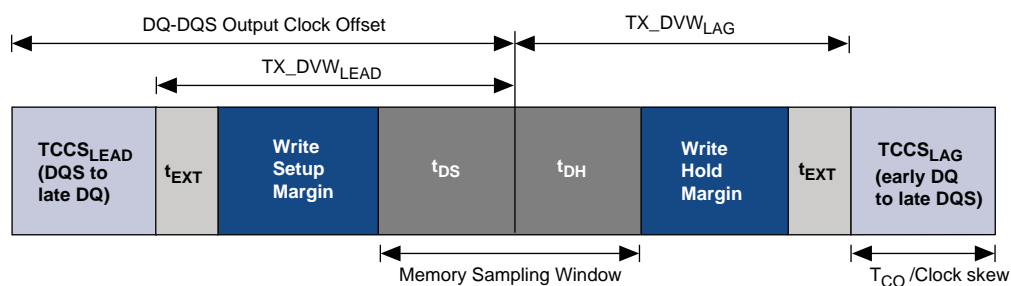 DQ-DQS Output Clock Offset
TX_DVWLAG
TX_DVWLEAD
TCCSLEAD
(DQS to
late DQ)
tEXT
Write
Setup
Margin
tDS
tDH
Write
Hold
Margin
tEXT
TCCSLAG
(early DQ
to late DQS)
Memory Sampling Window
TCO /Clock skew